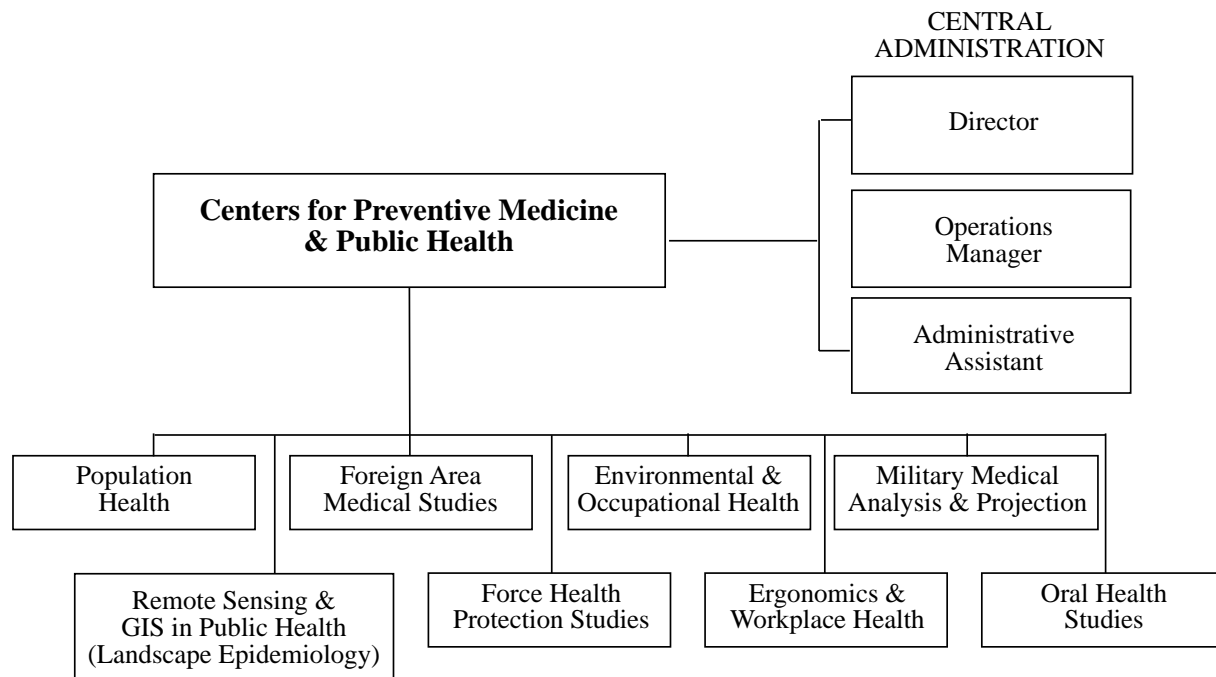 CENTRAL
ADMINISTRATION
Director
Centers for Preventive Medicine
& Public Health
Operations
Manager
Administrative
Assistant
Population
Health
Foreign Area
Medical Studies
Environmental &
Occupational Health
Military Medical
Analysis & Projection
Remote Sensing &
GIS in Public Health
(Landscape Epidemiology)
Force Health
Protection Studies
Ergonomics &
Workplace Health
Oral Health
Studies